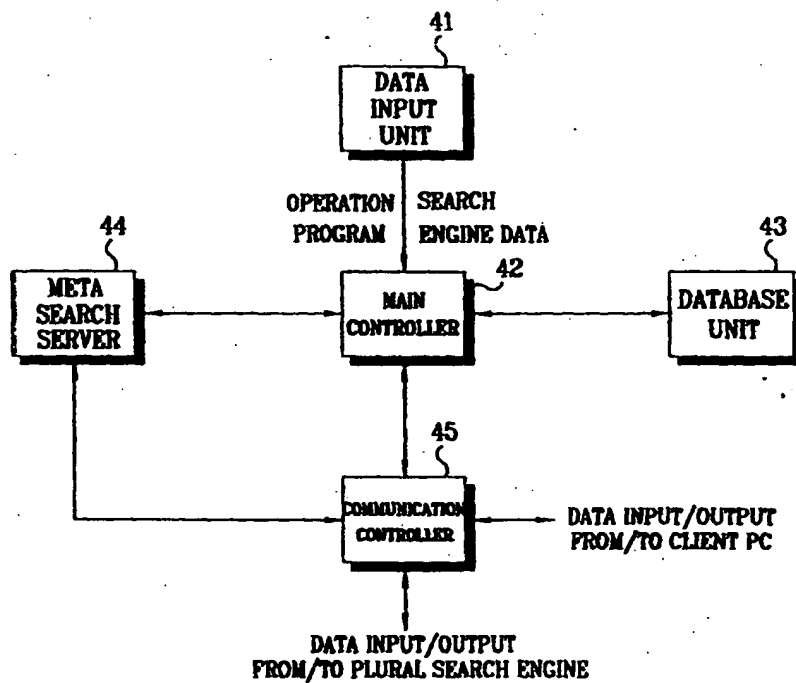 41
DATA
INPUT
UNIT
OPERATION SEARCH
PROGRAM ENGINE DATA
44
42
43
META
SEARCH
SERVER
MAIN
CONTROLLER
DATABASE
UNIT
45
COMMUNICATION
CONTROLLER
DATA INPUT/OUTPUT
FROM/TO CLIENT PC
DATA INPUT/OUTPUT
FROM/TO PLURAL SEARCH ENGINE